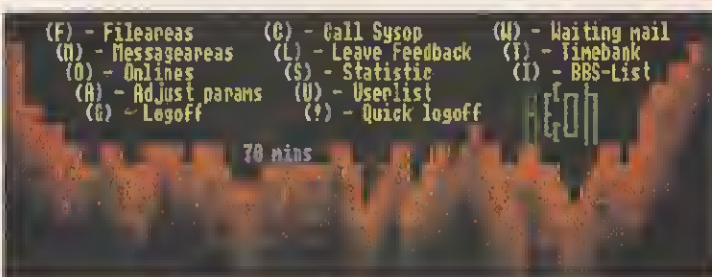 (F) - Fileareas (C) - Call Sysop (W) - Waiting mail
(M) - Messageareas (L) - Leave Feedback (T) - Timebank
(O) - Onlines (S) - Statistic (I) - BBS-List
(A) - Adjust params (U) - Userlist
(G) - Logoff (!) - Quick logoff
mins